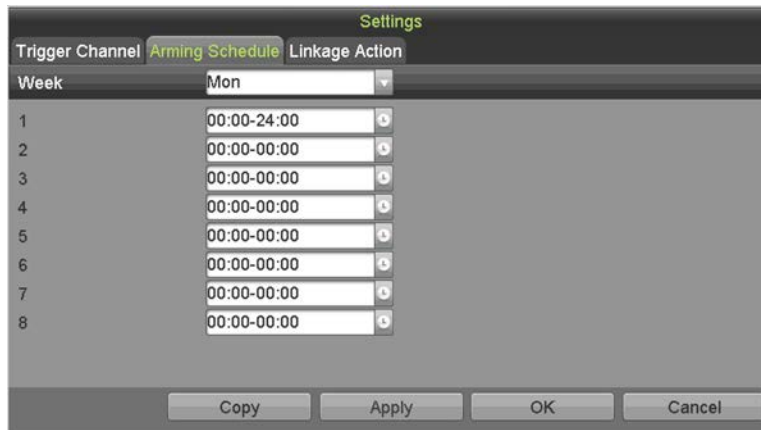 Settings
Trigger Channel Arming Schedule Linkage Action
Week Mon
1 00:00-24:00
2 00:00-00:00
3 00:00-00:00
4 00:00-00:00
5 00:00-00:00
6 00:00-00:00
7 00:00-00:00
8 00:00-00:00
Copy Apply OK Cancel